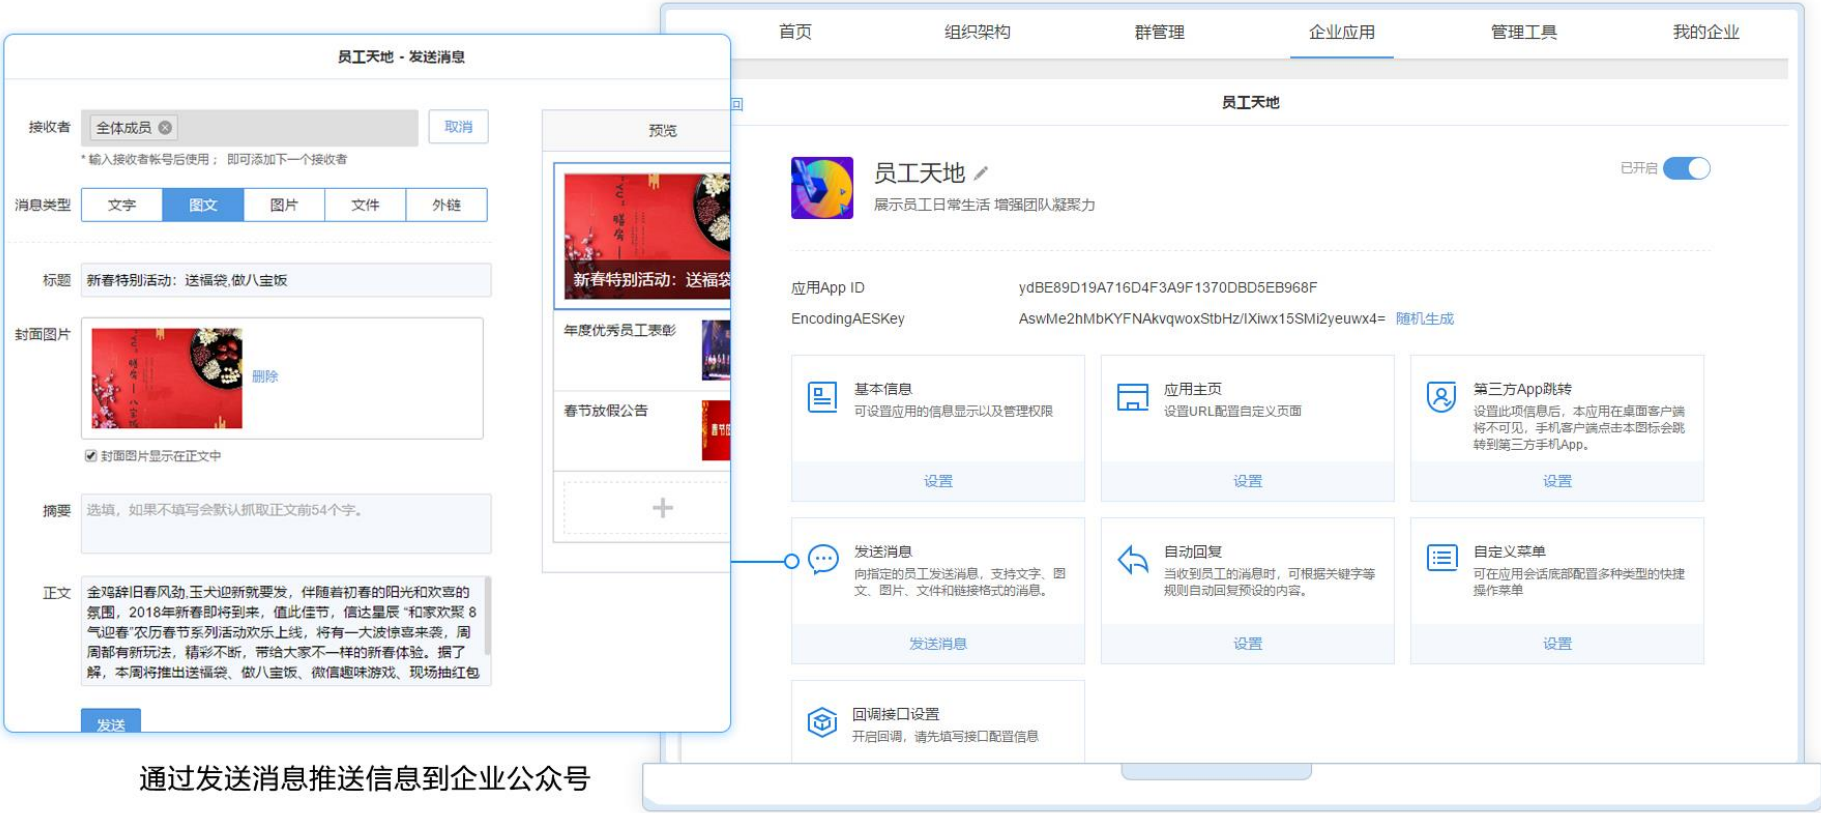 首页
组织架构
群管理
企业应用
管理工具
我的企业
员工天地 - 发送消息
接收者
全体成员
取消
* 输入接收者帐号后使用； 即可添加下一个接收者
消息类型
文字
图文
图片
文件
外链
标题
新春特别活动：送福袋,做八宝饭
封面图片
删除
封面图片显示在正文中
摘要
选填，如果不填写会默认抓取正文前54个字。
正文
金鸡辞旧春风劲,玉犬迎新就要发，伴随着初春的阳光和欢喜的
氛围，2018年新春即将到来，值此佳节，信达星辰 “和家欢聚 8
气迎春”农历春节系列活动欢乐上线，将有一大波惊喜来袭，周
周都有新玩法，精彩不断，带给大家不一样的新春体验。据了
解，本周将推出送福袋、做八宝饭、微信趣味游戏、现场抽红包
发送
预览
新春特别活动：送福袋
年度优秀员工表彰
春节放假公告
回
员工天地
员工天地
展示员工日常生活 增强团队凝聚力
已开启
应用App ID
ydBE89D19A716D4F3A9F1370DBD5EB968F
EncodingAESKey
AswMe2hMbKYFNAkvqwoxStbHz/IXiwx15SMi2yeuwx4=
随机生成
基本信息
可设置应用的信息显示以及管理权限
设置
应用主页
设置URL配置自定义页面
设置
第三方App跳转
设置此项信息后，本应用在桌面客户端
将不可见，手机客户端点击本图标会跳
转到第三方手机App。
设置
发送消息
向指定的员工发送消息，支持文字、图
文、图片、文件和链接格式的消息。
发送消息
自动回复
当收到员工的消息时，可根据关键字等
规则自动回复预设的内容。
设置
自定义菜单
可在应用会话底部配置多种类型的快捷
操作菜单
设置
回调接口设置
开启回调，请先填写接口配置信息
通过发送消息推送信息到企业公众号